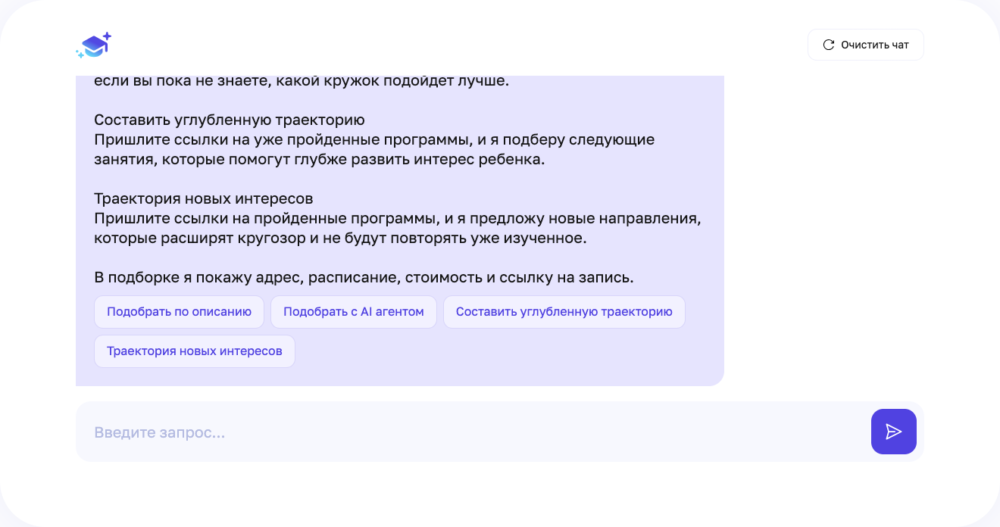 Очистить чат
если вы пока не знаете, какой кружок подойдет лучше.
Составить углубленную траекторию
Пришлите ссылки на уже пройденные программы, и я подберу следующие
занятия, которые помогут глубже развить интерес ребенка.
Траектория новых интересов
Пришлите ссылки на пройденные программы, и я предложу новые направления,
которые расширят кругозор и не будут повторять уже изученное.
В подборке я покажу адрес, расписание, стоимость и ссылку на запись.
Подобрать по описанию
Подобрать с AI агентом
Составить углубленную траекторию
Траектория новых интересов
Введите запрос...